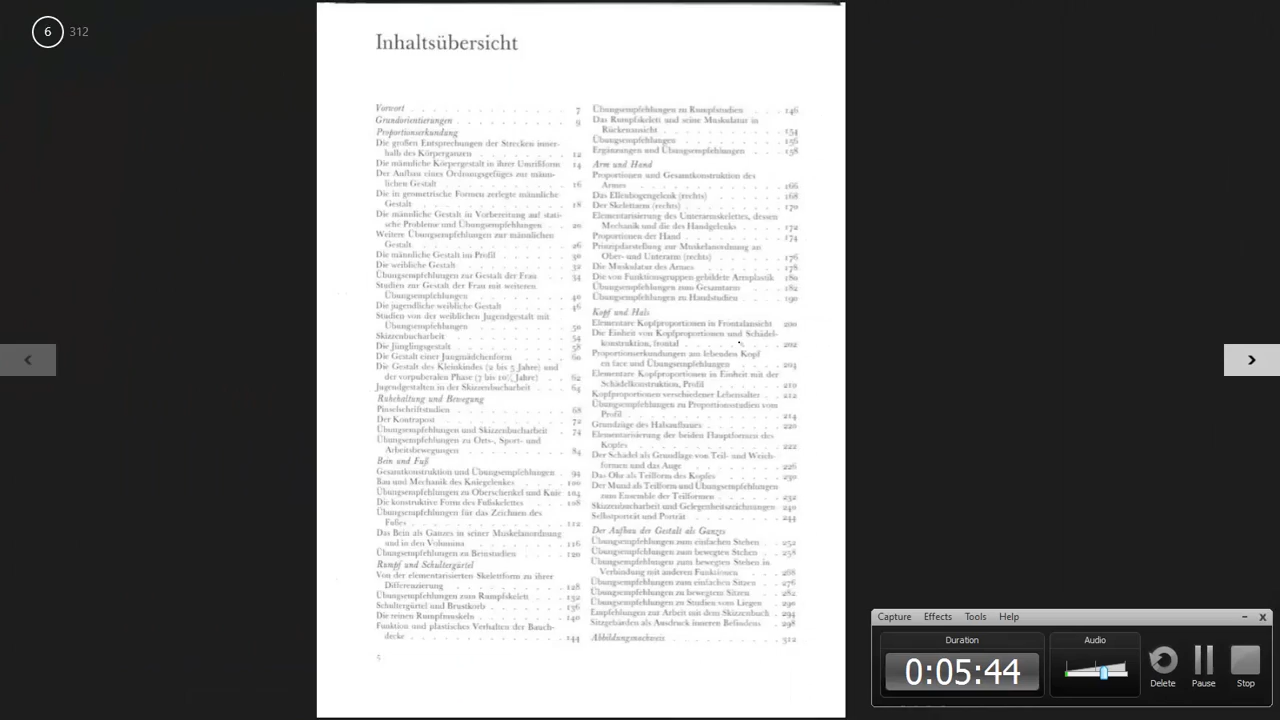 6 312
Inhaltsübersicht
Vorwort . . . . . . . . . . . . . 7
Grundorientierungen . . . . . . . . . 9
Proportionserkundung
Die großen Entsprechungen der Strecken inner-
halb des Körperganzen . . . . . . . . 12
Die männliche Körpergestalt in ihrer Umrißform 14
Der Aufbau eines Ordnungsgefüges zur männ-
lichen Gestalt . . . . . . . . . . . 16
Die in geometrische Formen zerlegte männliche
Gestalt . . . . . . . . . . . . . 18
Die männliche Gestalt in Vorbereitung auf stati-
sche Probleme und Übungsempfehlungen . . 20
Weitere Übungsempfehlungen zur männlichen
Gestalt . . . . . . . . . . . . . 26
Die männliche Gestalt im Profil . . . . . . 30
Die weibliche Gestalt . . . . . . . . . 32
Übungsempfehlungen zur Gestalt der Frau . . 34
Studien zur Gestalt der Frau mit weiteren
Übungsempfehlungen . . . . . . . . 40
Die jugendliche weibliche Gestalt . . . . . 46
Studien von der weiblichen Jugendgestalt mit
Übungsempfehlungen . . . . . . . . 50
Skizzenbucharbeit . . . . . . . . . . 54
Die Jünglingsgestalt . . . . . . . . . 58
Die Gestalt einer Jungmädchenform . . . . 60
Die Gestalt des Kleinkindes (2 bis 5 Jahre) und
der vorpuberalen Phase (7 bis 10½ Jahre) . . 62
Jugendgestalten in der Skizzenbucharbeit . . 64
Ruhehaltung und Bewegung
Pinselschriftstudien . . . . . . . . . 68
Der Kontrapost . . . . . . . . . . . 72
Übungsempfehlungen und Skizzenbucharbeit . 74
Übungsempfehlungen zu Orts-, Sport- und
Arbeitsbewegungen . . . . . . . . . 84
Bein und Fuß
Gesamtkonstruktion und Übungsempfehlungen . 94
Bau und Mechanik des Kniegelenkes . . . . 100
Übungsempfehlungen zu Oberschenkel und Knie 104
Die konstruktive Form des Fußskelettes . . . 108
Übungsempfehlungen für das Zeichnen des
Fußes . . . . . . . . . . . . . . 112
Das Bein als Ganzes in seiner Muskelanordnung
und in den Volumina . . . . . . . . 116
Übungsempfehlungen zu Beinstudien . . . . 120
Rumpf und Schultergürtel
Von der elementarisierten Skelettform zu ihrer
Differenzierung . . . . . . . . . . 128
Übungsempfehlungen zum Rumpfskelett . . . 132
Schultergürtel und Brustkorb . . . . . . 136
Die reinen Rumpfmuskeln . . . . . . . 140
Funktion und plastisches Verhalten der Bauch-
decke . . . . . . . . . . . . . . 144
5
Übungsempfehlungen zu Rumpfstudien . . . 146
Das Rumpfskelett und seine Muskulatur in
Rückenansicht . . . . . . . . . . . 154
Übungsempfehlungen . . . . . . . . . 156
Ergänzungen und Übungsempfehlungen . . . 158
Arm und Hand
Proportionen und Gesamtkonstruktion des
Armes . . . . . . . . . . . . . . 166
Das Ellenbogengelenk (rechts) . . . . . . 168
Der Skelettarm (rechts) . . . . . . . . 170
Elementarisierung des Unterarmskelettes, dessen
Mechanik und die des Handgelenks . . . . 172
Proportionen der Hand . . . . . . . . 174
Prinzipdarstellung zur Muskelanordnung an
Ober- und Unterarm (rechts) . . . . . . 176
Die Muskulatur des Armes . . . . . . . 178
Die von Funktionsgruppen gebildete Armplastik 180
Übungsempfehlungen zum Gesamtarm . . . 182
Übungsempfehlungen zu Handstudien . . . 190
Kopf und Hals
Elementare Kopfproportionen in Frontalansicht 200
Die Einheit von Kopfproportionen und Schädel-
konstruktion, frontal . . . . . . . . . 202
Proportionserkundungen am lebenden Kopf
en face und Übungsempfehlungen . . . . 204
Elementare Kopfproportionen in Einheit mit der
Schädelkonstruktion, Profil . . . . . . 210
Kopfproportionen verschiedener Lebensalter . 212
Übungsempfehlungen zu Proportionsstudien vom
Profil . . . . . . . . . . . . . . 214
Grundzüge des Halsaufbaues . . . . . . 220
Elementarisierung der beiden Hauptformen des
Kopfes . . . . . . . . . . . . . 222
Der Schädel als Grundlage von Teil- und Weich-
formen und das Auge . . . . . . . . 226
Das Ohr als Teilform des Kopfes . . . . . 230
Der Mund als Teilform und Übungsempfehlungen
zum Ensemble der Teilformen . . . . . 232
Skizzenbucharbeit und Gelegenheitszeichnungen 240
Selbstporträt und Porträt . . . . . . . 244
Der Aufbau der Gestalt als Ganzes
Übungsempfehlungen zum einfachen Stehen . 252
Übungsempfehlungen zum bewegten Stehen . 258
Übungsempfehlungen zum bewegten Stehen in
Verbindung mit anderen Funktionen . . . 268
Übungsempfehlungen zum einfachen Sitzen . . 276
Übungsempfehlungen zu bewegtem Sitzen . . 282
Übungsempfehlungen zu Studien vom Liegen . 290
Empfehlungen zur Arbeit mit dem Skizzenbuch . 294
Sitzgebärden als Ausdruck inneren Befindens . 298
Abbildungsnachweis . . . . . . . . . 312
Capture Effects Tools Help
Duration Audio
0:05:44
Delete Pause Stop